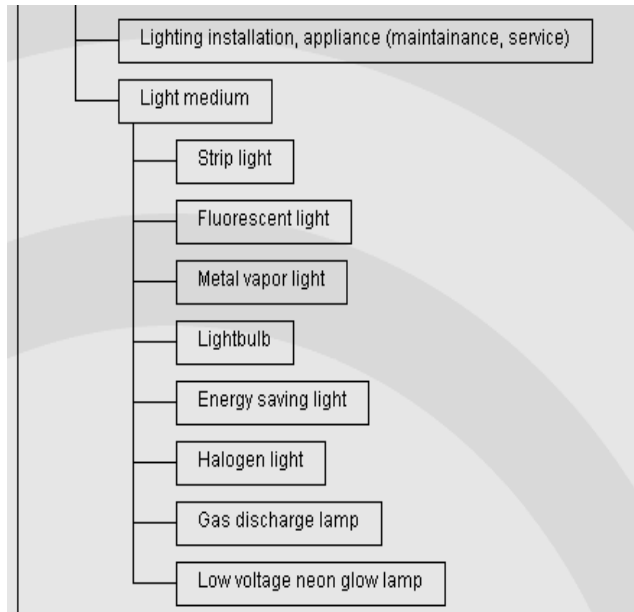 Lighting installation, appliance (maintainance, service)
Light medium
Strip light
Fluorescent light
Metal vapor light
Lightbulb
Energy saving light
Halogen light
Gas discharge lamp
Low voltage neon glow lamp